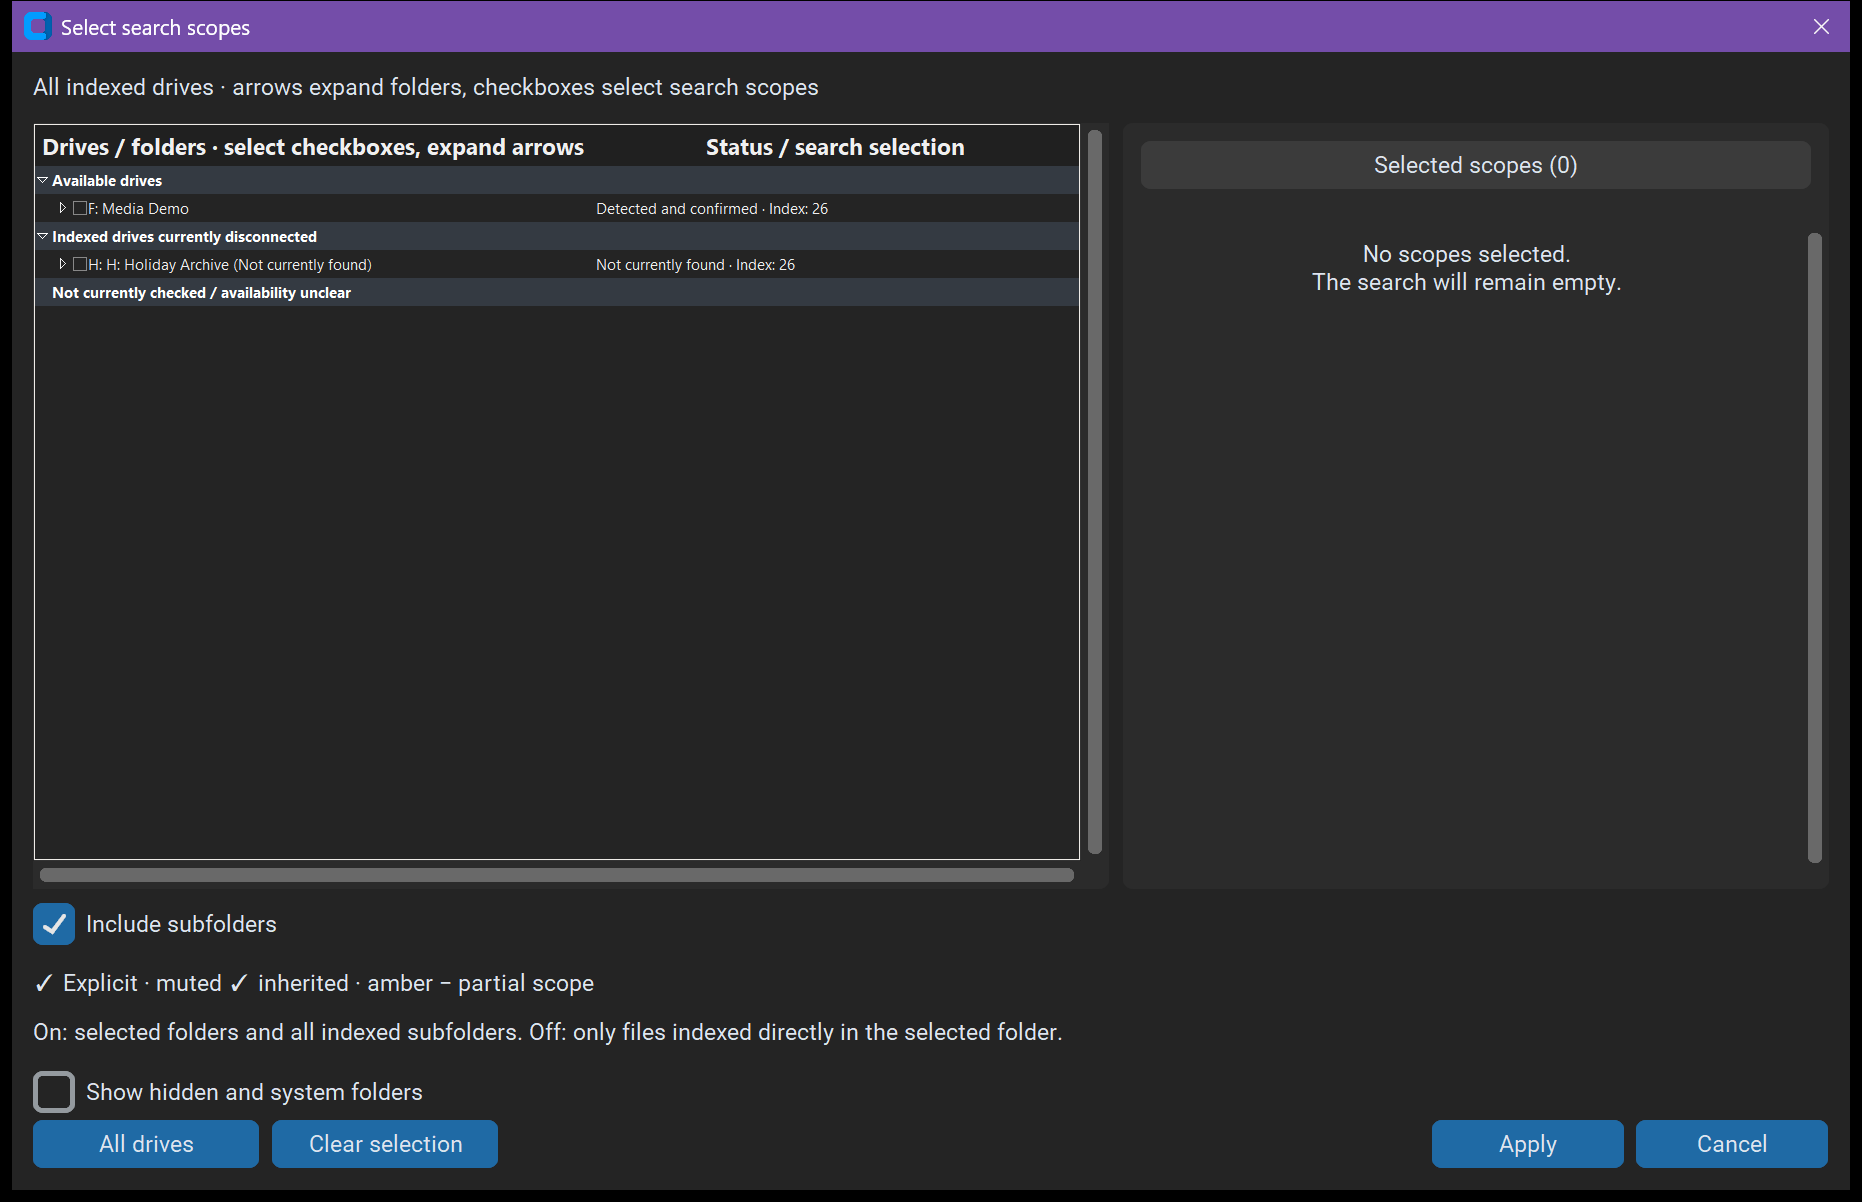 Select search scopes
All indexed drives · arrows expand folders, checkboxes select search scopes
Drives / folders · select checkboxes, expand arrows
Status / search selection
Available drives
F: Media Demo
Detected and confirmed · Index: 26
Indexed drives currently disconnected
H: H: Holiday Archive (Not currently found)
Not currently found · Index: 26
Not currently checked / availability unclear
Selected scopes (0)
No scopes selected.
The search will remain empty.
Include subfolders
✓ Explicit · muted ✓ inherited · amber − partial scope
On: selected folders and all indexed subfolders. Off: only files indexed directly in the selected folder.
Show hidden and system folders
All drives
Clear selection
Apply
Cancel